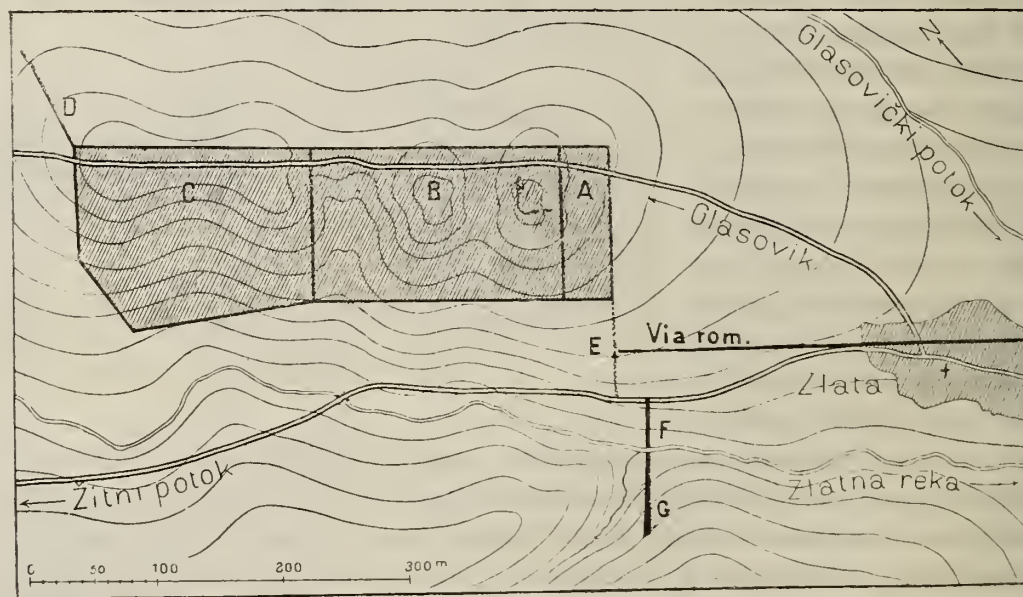 N
Glasovički potok
D
C
B
A
Glasovik
E
Via rom.
Zlata
F
Žitni potok
Zlatna reka
G
0 50 100 200 300 m